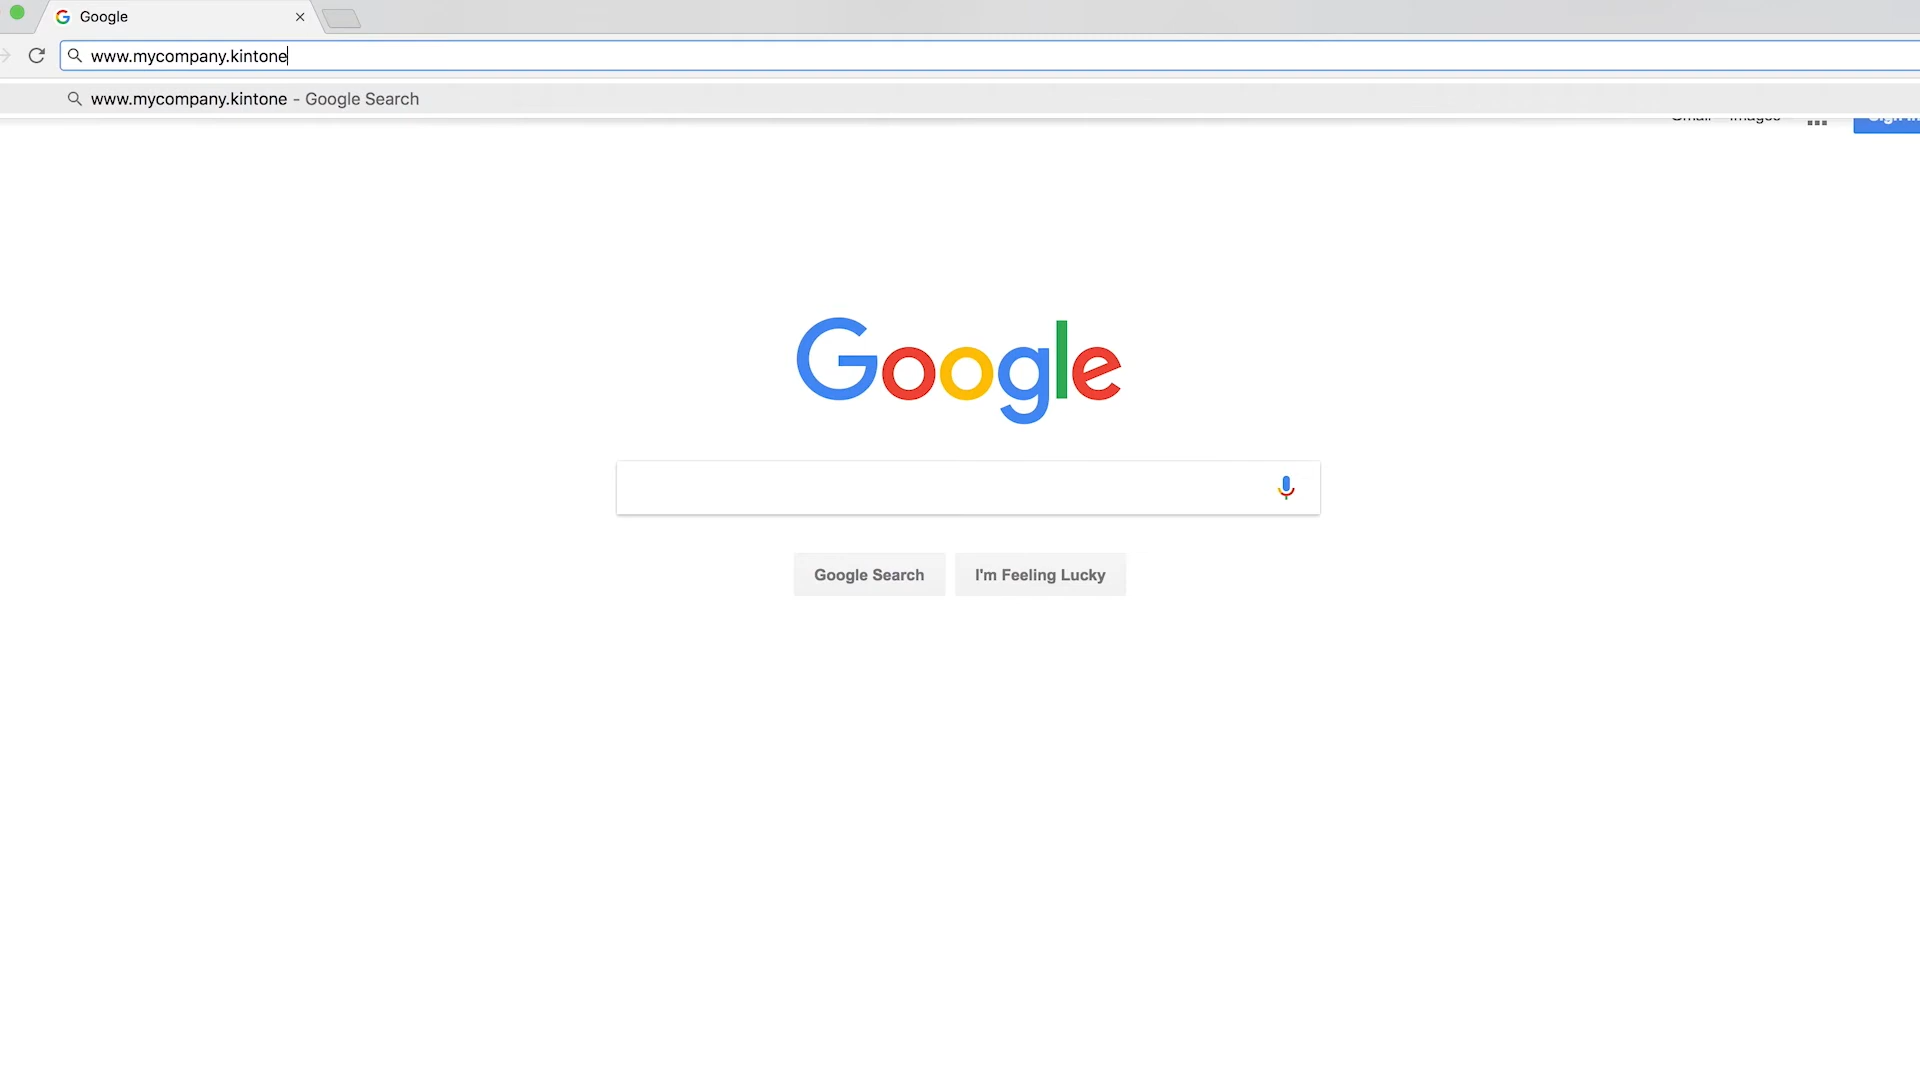 Google
www.mycompany.kintone
www.mycompany.kintone - Google Search
Gmail Images
Sign in
Google
Google Search
I'm Feeling Lucky